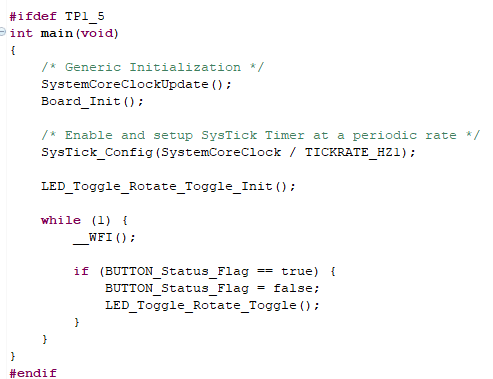 #ifdef TP1_5
int main(void)
{
    /* Generic Initialization */
    SystemCoreClockUpdate();
    Board_Init();

    /* Enable and setup SysTick Timer at a periodic rate */
    SysTick_Config(SystemCoreClock / TICKRATE_HZ1);

    LED_Toggle_Rotate_Toggle_Init();

    while (1) {
        __WFI();

        if (BUTTON_Status_Flag == true) {
            BUTTON_Status_Flag = false;
            LED_Toggle_Rotate_Toggle();
        }
    }
}
#endif